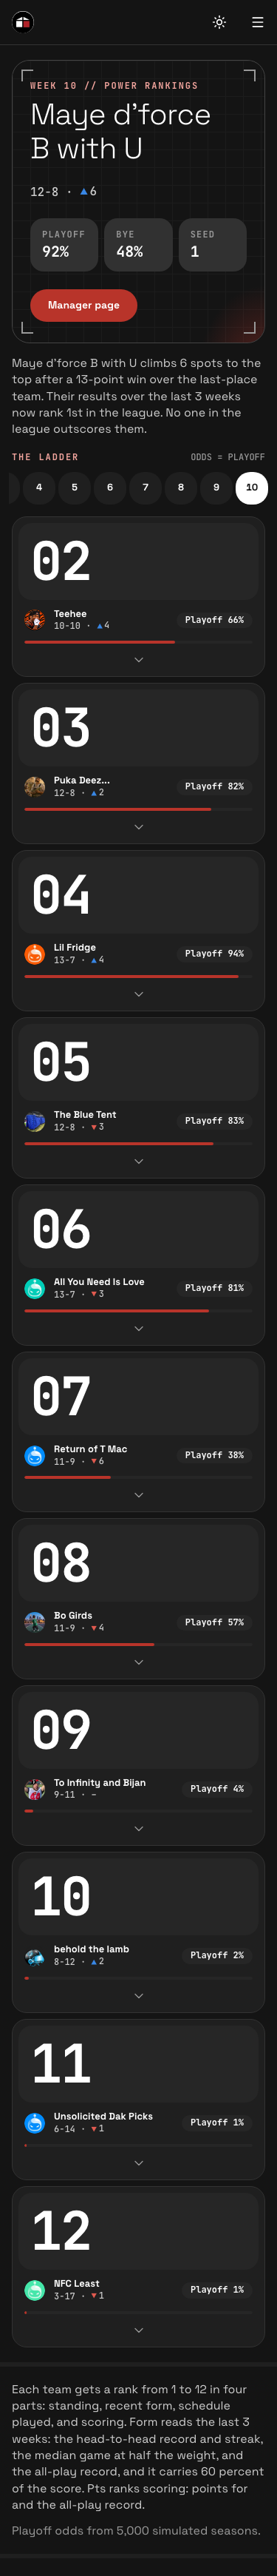 WEEK 10 // POWER RANKINGS
Maye d'force
B with U
12-8 · ▲6
PLAYOFF
92%
BYE
48%
SEED
1
Manager page
Maye d'force B with U climbs 6 spots to the
top after a 13-point win over the last-place
team. Their results over the last 3 weeks
now rank 1st in the league. No one in the
league outscores them.
THE LADDER
ODDS = PLAYOFF
4 5 6 7 8 9 10
02
Teehee
10-10 · ▲4
Playoff 66%
03
Puka Deez...
12-8 · ▲2
Playoff 82%
04
Lil Fridge
13-7 · ▲4
Playoff 94%
05
The Blue Tent
12-8 · ▼3
Playoff 83%
06
All You Need Is Love
13-7 · ▼3
Playoff 81%
07
Return of T Mac
11-9 · ▼6
Playoff 38%
08
Bo Girds
11-9 · ▼4
Playoff 57%
09
To Infinity and Bijan
9-11 · –
Playoff 4%
10
behold the lamb
8-12 · ▲2
Playoff 2%
11
Unsolicited Dak Picks
6-14 · ▼1
Playoff 1%
12
NFC Least
3-17 · ▼1
Playoff 1%
Each team gets a rank from 1 to 12 in four
parts: standing, recent form, schedule
played, and scoring. Form reads the last 3
weeks: the head-to-head record and streak,
the median game at half the weight, and
the all-play record, and it carries 60 percent
of the score. Pts ranks scoring: points for
and the all-play record.
Playoff odds from 5,000 simulated seasons.